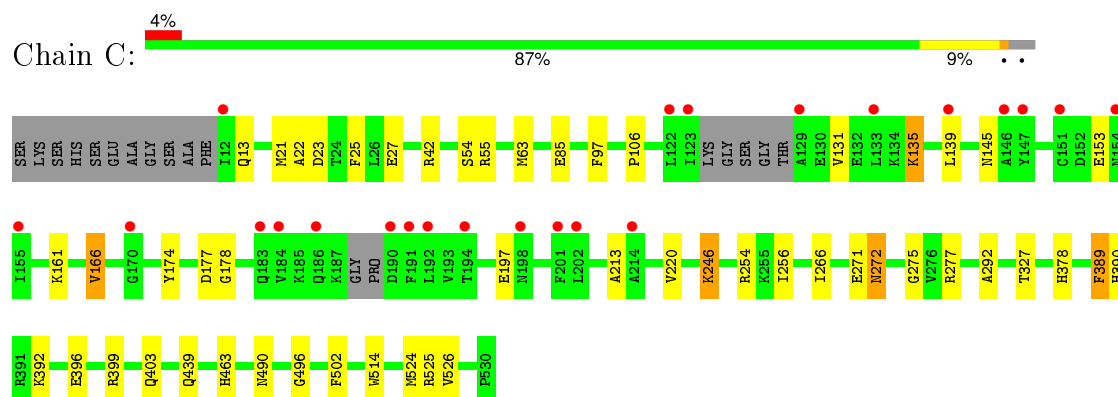 4%
Chain C:
87% 9% • •
SER LYS SER HIS SER GLU ALA GLY SER ALA PHE I12 Q13 M21 A22 D23 T24 F25 L26 E27 R42 S54 R55 M63 E85 F97 P106 L122 I123 LYS GLY SER GLY THR A129 E130 V131 E132 L133 K134 K135 L139 N145 A146 Y147 C151 D152 E153 N154
I155 K161 V166 G170 Y174 D177 G178 Q183 V184 K185 Q186 K187 GLY PRO D190 F191 L192 V193 T194 E197 N198 F201 L202 A213 A214 V220 K246 R254 K255 I256 I266 E271 N272 G275 V276 R277 A292 T327 H378 F389 H390
R391 K392 E396 R399 Q403 Q439 H463 N490 G496 F502 W514 M524 R525 V526 P530